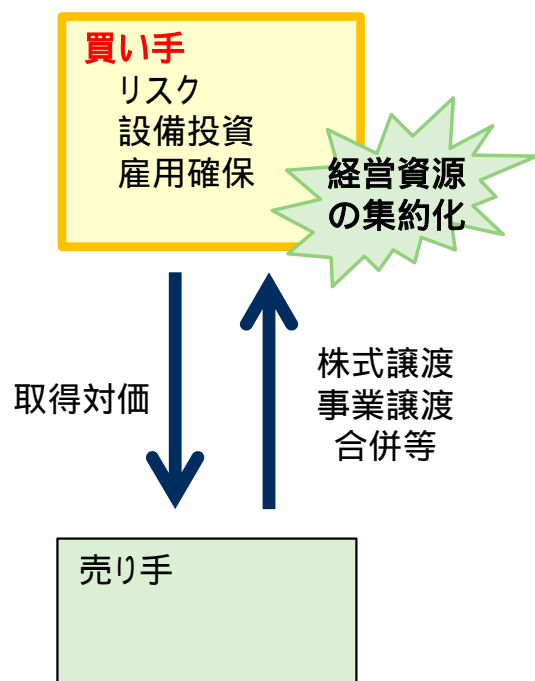 買い手
リスク
設備投資
雇用確保
経営資源
の集約化
取得対価
株式譲渡
事業譲渡
合併等
売り手